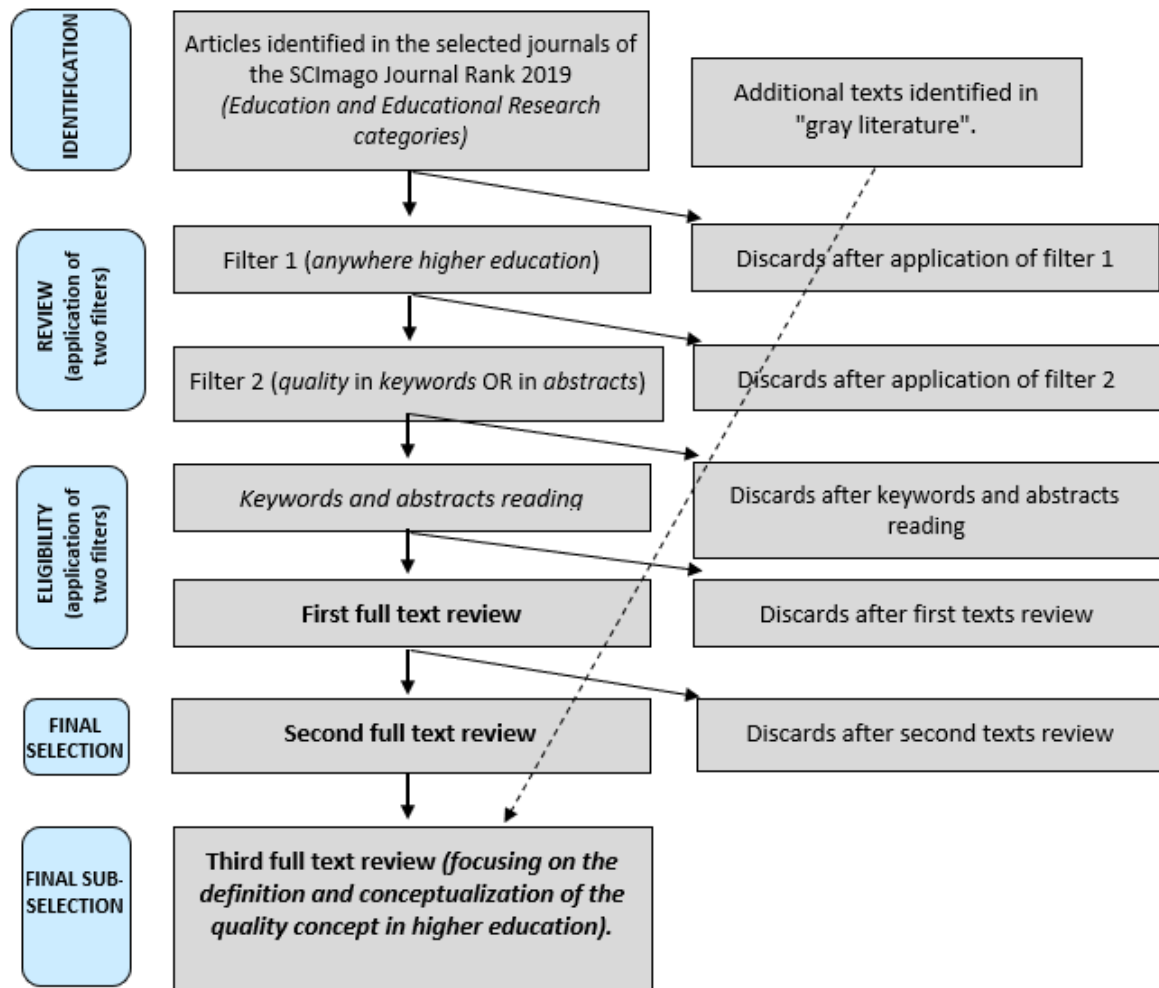 IDENTIFICATION
Articles identified in the selected journals of
the SCImago Journal Rank 2019
(Education and Educational Research
categories)
Additional texts identified in
"gray literature".
REVIEW
(application of
two filters)
Filter 1 (anywhere higher education)
Discards after application of filter 1
Filter 2 (quality in keywords OR in abstracts)
Discards after application of filter 2
ELIGIBILITY
(application of
two filters)
Keywords and abstracts reading
Discards after keywords and abstracts
reading
First full text review
Discards after first texts review
FINAL
SELECTION
Second full text review
Discards after second texts review
FINAL SUB-
SELECTION
Third full text review (focusing on the
definition and conceptualization of the
quality concept in higher education).